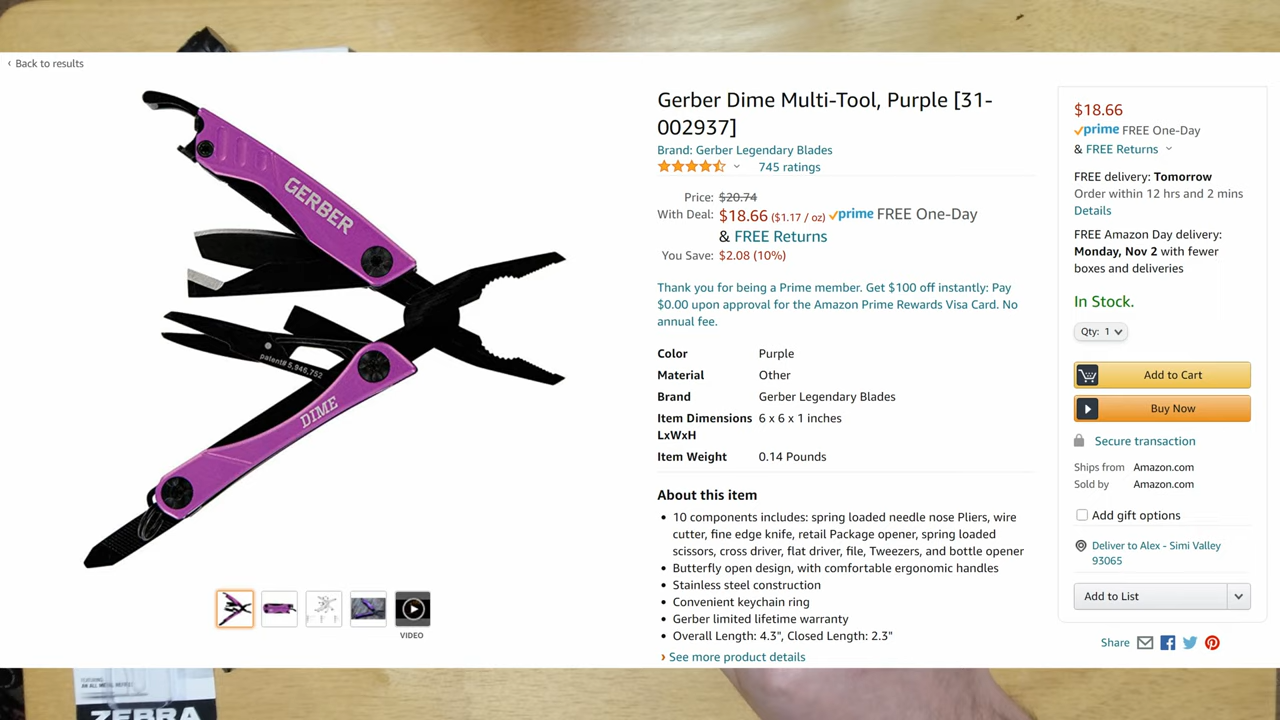 ‹ Back to results
GERBER
patent# 5,946,752
DIME
VIDEO
Gerber Dime Multi-Tool, Purple [31-
002937]
Brand: Gerber Legendary Blades
745 ratings
Price: $20.74
With Deal: $18.66 ($1.17 / oz) prime FREE One-Day
& FREE Returns
You Save: $2.08 (10%)
Thank you for being a Prime member. Get $100 off instantly: Pay
$0.00 upon approval for the Amazon Prime Rewards Visa Card. No
annual fee.
Color Purple
Material Other
Brand Gerber Legendary Blades
Item Dimensions 6 x 6 x 1 inches
LxWxH
Item Weight 0.14 Pounds
About this item
• 10 components includes: spring loaded needle nose Pliers, wire
cutter, fine edge knife, retail Package opener, spring loaded
scissors, cross driver, flat driver, file, Tweezers, and bottle opener
• Butterfly open design, with comfortable ergonomic handles
• Stainless steel construction
• Convenient keychain ring
• Gerber limited lifetime warranty
• Overall Length: 4.3", Closed Length: 2.3"
› See more product details
$18.66
prime FREE One-Day
& FREE Returns
FREE delivery: Tomorrow
Order within 12 hrs and 2 mins
Details
FREE Amazon Day delivery:
Monday, Nov 2 with fewer
boxes and deliveries
In Stock.
Qty: 1
Add to Cart
Buy Now
Secure transaction
Ships from Amazon.com
Sold by Amazon.com
Add gift options
Deliver to Alex - Simi Valley
93065
Add to List
Share
ZEBRA